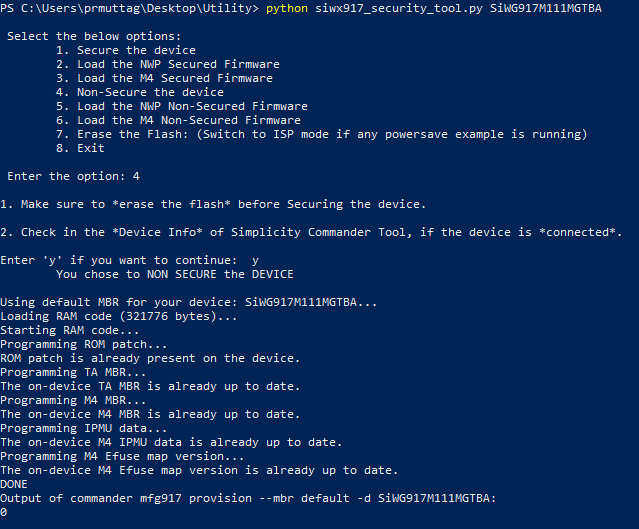 PS C:\Users\prmuttag\Desktop\Utility> python siwx917_security_tool.py SiWG917M111MGTBA
Select the below options:
1. Secure the device
2. Load the NWP Secured Firmware
3. Load the M4 Secured Firmware
4. Non-Secure the device
5. Load the NWP Non-Secured Firmware
6. Load the M4 Non-Secured Firmware
7. Erase the Flash: (Switch to ISP mode if any powersave example is running)
8. Exit
Enter the option: 4
1. Make sure to *erase the flash* before Securing the device.
2. Check in the *Device Info* of Simplicity Commander Tool, if the device is *connected*.
Enter 'y' if you want to continue:  y
You chose to NON SECURE the DEVICE
Using default MBR for your device: SiWG917M111MGTBA...
Loading RAM code (321776 bytes)...
Starting RAM code...
Programming ROM patch...
ROM patch is already present on the device.
Programming TA MBR...
The on-device TA MBR is already up to date.
Programming M4 MBR...
The on-device M4 MBR is already up to date.
Programming IPMU data...
The on-device M4 IPMU data is already up to date.
Programming M4 Efuse map version...
The on-device M4 Efuse map version is already up to date.
DONE
Output of commander mfg917 provision --mbr default -d SiWG917M111MGTBA:
0